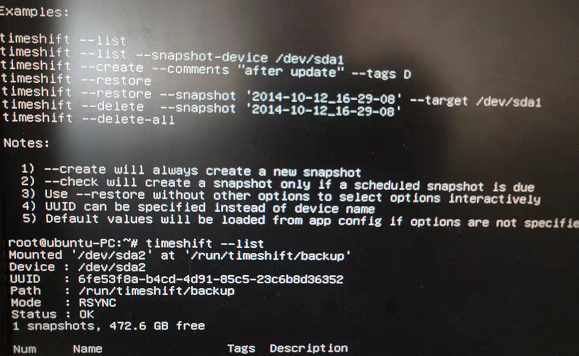 Examples:
timeshift --list
timeshift --list --snapshot-device /dev/sda1
timeshift --create --comments "after update" --tags D
timeshift --restore
timeshift --restore --snapshot '2014-10-12_16-29-08' --target /dev/sda1
timeshift --delete --snapshot '2014-10-12_16-29-08'
timeshift --delete-all
Notes:
1) --create will always create a new snapshot
2) --check will create a snapshot only if a scheduled snapshot is due
3) Use --restore without other options to select options interactively
4) UUID can be specified instead of device name
5) Default values will be loaded from app config if options are not specifie
root@ubuntu-PC:~# timeshift --list
Mounted '/dev/sda2' at '/run/timeshift/backup'
Device : /dev/sda2
UUID : 6fe53f8a-b4cd-4d91-85c5-23c6b8d36352
Path : /run/timeshift/backup
Mode : RSYNC
Status : OK
1 snapshots, 472.6 GB free
Num Name Tags Description